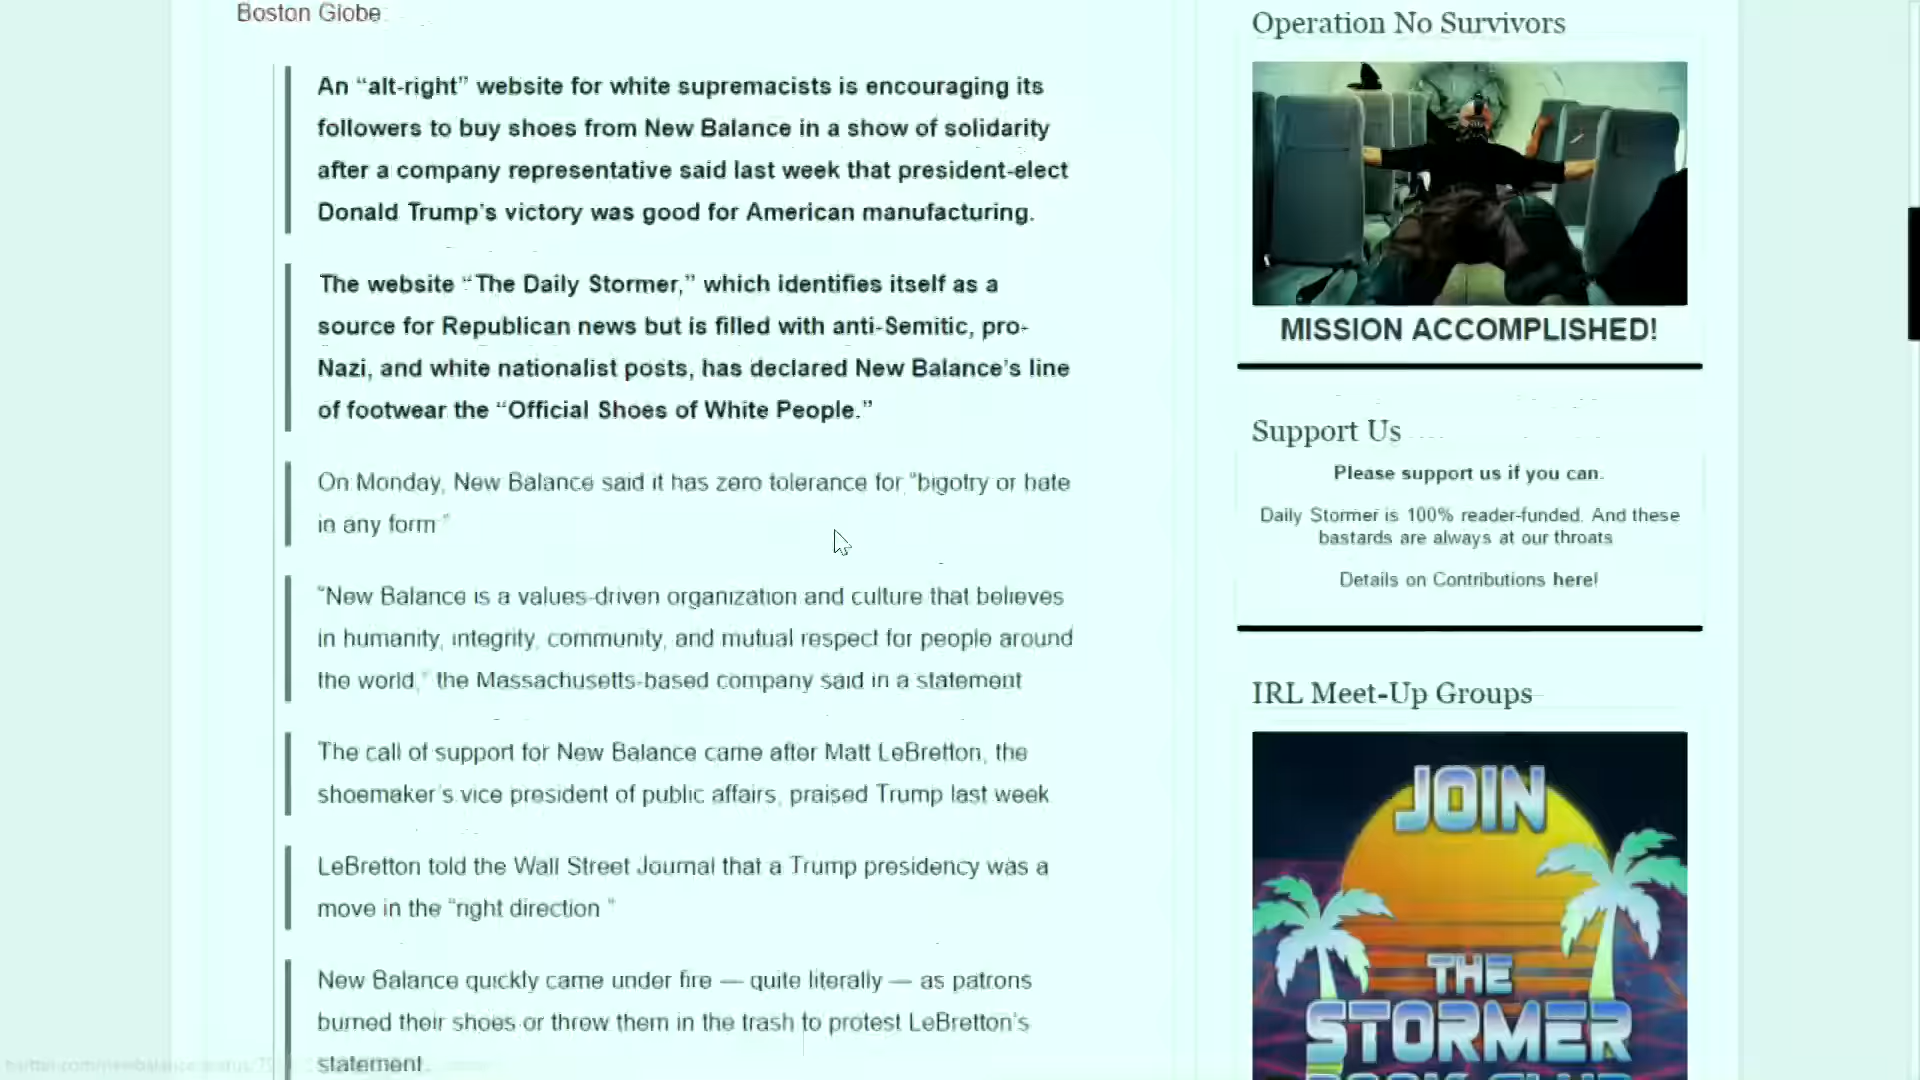 Boston Globe
An “alt-right” website for white supremacists is encouraging its
followers to buy shoes from New Balance in a show of solidarity
after a company representative said last week that president-elect
Donald Trump’s victory was good for American manufacturing.
The website “The Daily Stormer,” which identifies itself as a
source for Republican news but is filled with anti-Semitic, pro-
Nazi, and white nationalist posts, has declared New Balance’s line
of footwear the “Official Shoes of White People.”
On Monday, New Balance said it has zero tolerance for “bigotry or hate
in any form ”
“New Balance is a values-driven organization and culture that believes
in humanity, integrity, community, and mutual respect for people around
the world,” the Massachusetts-based company said in a statement
The call of support for New Balance came after Matt LeBretton, the
shoemaker’s vice president of public affairs, praised Trump last week
LeBretton told the Wall Street Journal that a Trump presidency was a
move in the “right direction ”
New Balance quickly came under fire — quite literally — as patrons
burned their shoes or threw them in the trash to protest LeBretton’s
statement.
Operation No Survivors
MISSION ACCOMPLISHED!
Support Us
Please support us if you can.
Daily Stormer is 100% reader-funded. And these
bastards are always at our throats
Details on Contributions here!
IRL Meet-Up Groups
JOIN
THE
STORMER
BOOK CLUB